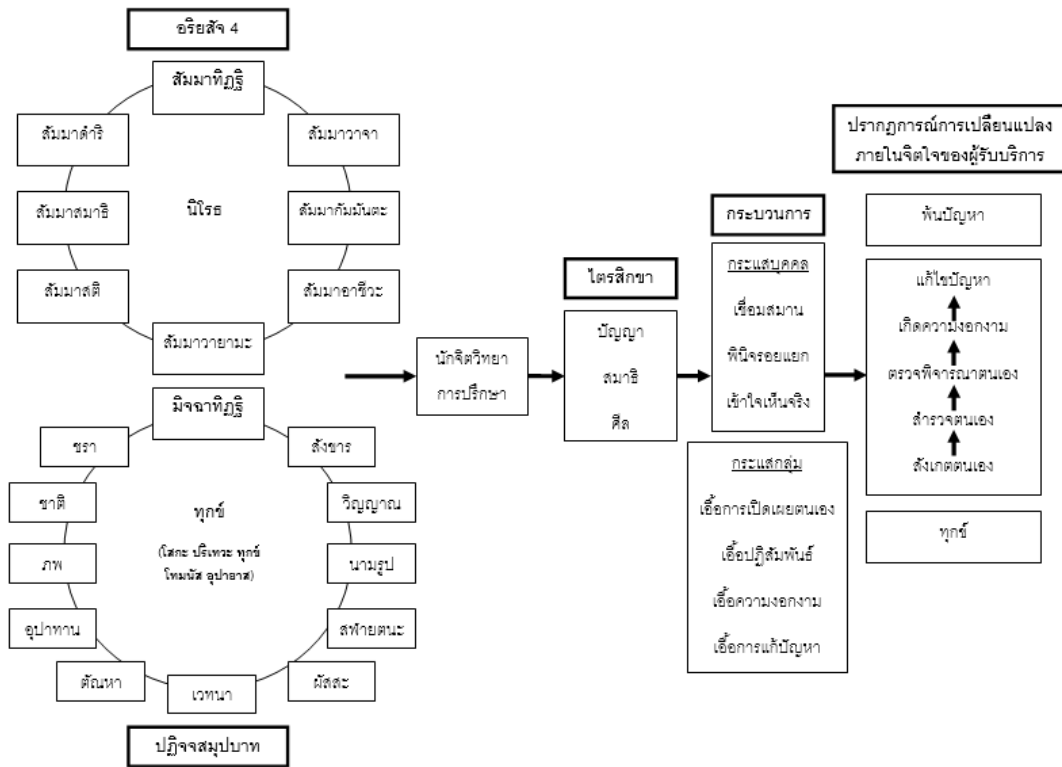 อริยสัจ 4
สัมมาทิฏฐิ
สัมมาดำริ
สัมมาวาจา
สัมมาสมาธิ
นิโรธ
สัมมากัมมันตะ
สัมมาสติ
สัมมาอาชีวะ
สัมมาวายามะ
มิจฉาทิฏฐิ
ชรา
สังขาร
ชาติ
วิญญาณ
ทุกข์
(โสกะ ปริเทวะ ทุกข์
โทมนัส อุปายาส)
ภพ
นามรูป
อุปาทาน
สฬายตนะ
ตัณหา
เวทนา
ผัสสะ
ปฏิจจสมุปบาท
นักจิตวิทยา
การปรึกษา
ไตรสิกขา
ปัญญา
สมาธิ
ศีล
กระบวนการ
กระแสบุคคล
เชื่อมสมาน
พินิจรอยแยก
เข้าใจเห็นจริง
กระแสกลุ่ม
เอื้อการเปิดเผยตนเอง
เอื้อปฏิสัมพันธ์
เอื้อความงอกงาม
เอื้อการแก้ปัญหา
ปรากฏการณ์การเปลี่ยนแปลง
ภายในจิตใจของผู้รับบริการ
พ้นปัญหา
แก้ไขปัญหา
เกิดความงอกงาม
ตรวจพิจารณาตนเอง
สำรวจตนเอง
สังเกตตนเอง
ทุกข์